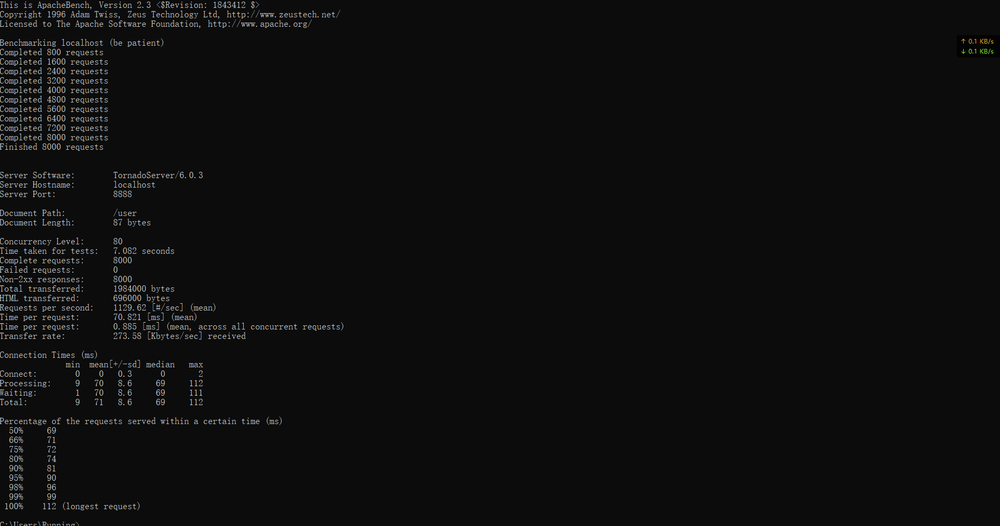 This is ApacheBench, Version 2.3 <$Revision: 1843412 $>
Copyright 1996 Adam Twiss, Zeus Technology Ltd, http://www.zeustech.net/
Licensed to The Apache Software Foundation, http://www.apache.org/
Benchmarking localhost (be patient)
↑ 0.1 KB/s
↓ 0.1 KB/s
Completed 800 requests
Completed 1600 requests
Completed 2400 requests
Completed 3200 requests
Completed 4000 requests
Completed 4800 requests
Completed 5600 requests
Completed 6400 requests
Completed 7200 requests
Completed 8000 requests
Finished 8000 requests
Server Software: TornadoServer/6.0.3
Server Hostname: localhost
Server Port: 8888
Document Path: /user
Document Length: 87 bytes
Concurrency Level: 80
Time taken for tests: 7.082 seconds
Complete requests: 8000
Failed requests: 0
Non-2xx responses: 8000
Total transferred: 1984000 bytes
HTML transferred: 696000 bytes
Requests per second: 1129.62 [#/sec] (mean)
Time per request: 70.821 [ms] (mean)
Time per request: 0.885 [ms] (mean, across all concurrent requests)
Transfer rate: 273.58 [Kbytes/sec] received
Connection Times (ms)
min mean[+/-sd] median max
Connect: 0 0 0.3 0 2
Processing: 9 70 8.6 69 112
Waiting: 1 70 8.6 69 111
Total: 9 71 8.6 69 112
Percentage of the requests served within a certain time (ms)
50% 69
66% 71
75% 72
80% 74
90% 81
95% 90
98% 96
99% 99
100% 112 (longest request)
C:\Users\Running>